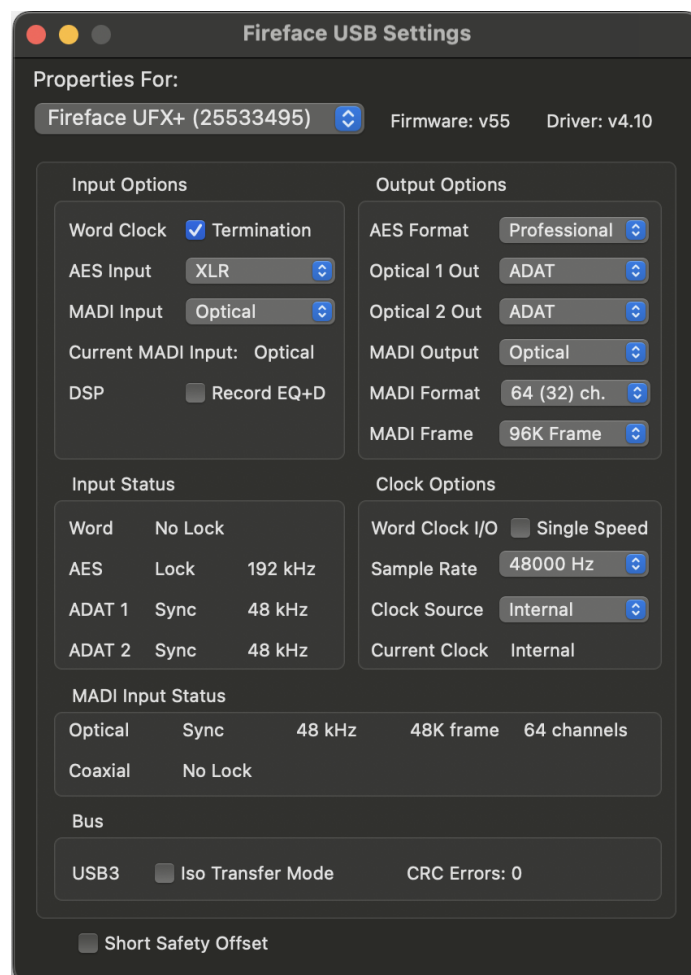 Fireface USB Settings
Properties For:
Fireface UFX+ (25533495) Firmware: v55 Driver: v4.10
Input Options
Word Clock Termination
AES Input XLR
MADI Input Optical
Current MADI Input: Optical
DSP Record EQ+D
Output Options
AES Format Professional
Optical 1 Out ADAT
Optical 2 Out ADAT
MADI Output Optical
MADI Format 64 (32) ch.
MADI Frame 96K Frame
Input Status
Word No Lock
AES Lock 192 kHz
ADAT 1 Sync 48 kHz
ADAT 2 Sync 48 kHz
Clock Options
Word Clock I/O Single Speed
Sample Rate 48000 Hz
Clock Source Internal
Current Clock Internal
MADI Input Status
Optical Sync 48 kHz 48K frame 64 channels
Coaxial No Lock
Bus
USB3 Iso Transfer Mode CRC Errors: 0
Short Safety Offset